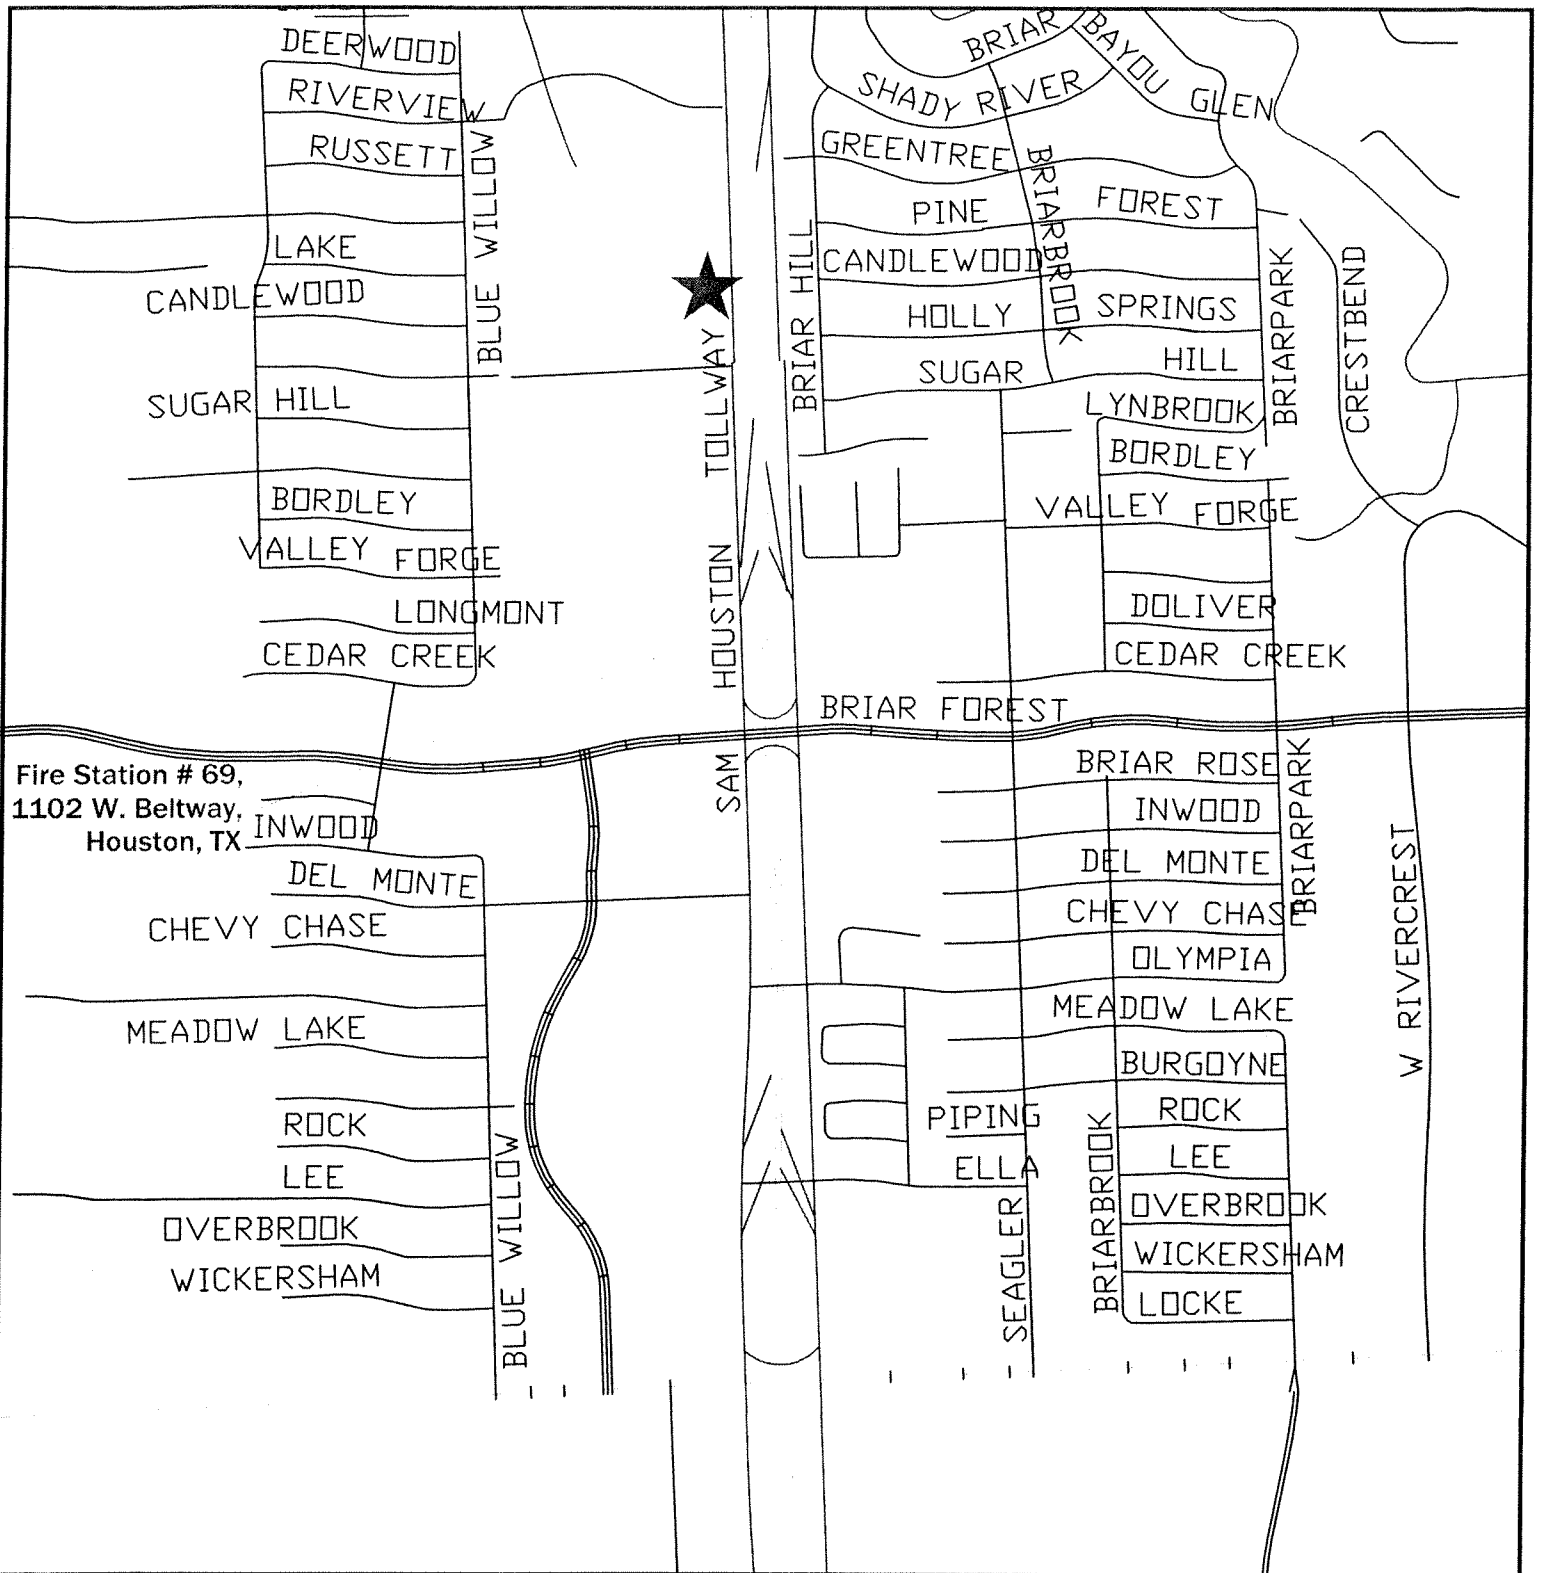 DEERWOOD
RIVERVIEW
RUSSETT
BLUE WILLOW
LAKE
CANDLEWOOD
SUGAR HILL
BORDLEY
VALLEY FORGE
LONGMONT
CEDAR CREEK
SAM HOUSTON TOLLWAY
BRIAR
BAYOU GLEN
SHADY RIVER
GREENTREE
BRIARBROOK
PINE FOREST
BRIAR HILL
CANDLEWOOD
HOLLY SPRINGS
SUGAR HILL
BRIARPARK
CRESTBEND
LYNBROOK
BORDLEY
VALLEY FORGE
DOLIVER
CEDAR CREEK
BRIAR FOREST
Fire Station # 69,
1102 W. Beltway,
Houston, TX
INWOOD
DEL MONTE
CHEVY CHASE
MEADOW LAKE
ROCK
LEE
OVERBROOK
WICKERSHAM
BLUE WILLOW
BRIAR ROSE
INWOOD
DEL MONTE
CHEVY CHASE
OLYMPIA
MEADOW LAKE
BURGOYNE
PIPING
ROCK
ELLA
LEE
OVERBROOK
WICKERSHAM
LOCKE
SEAGLER
BRIARBROOK
BRIARPARK
W RIVERCREST